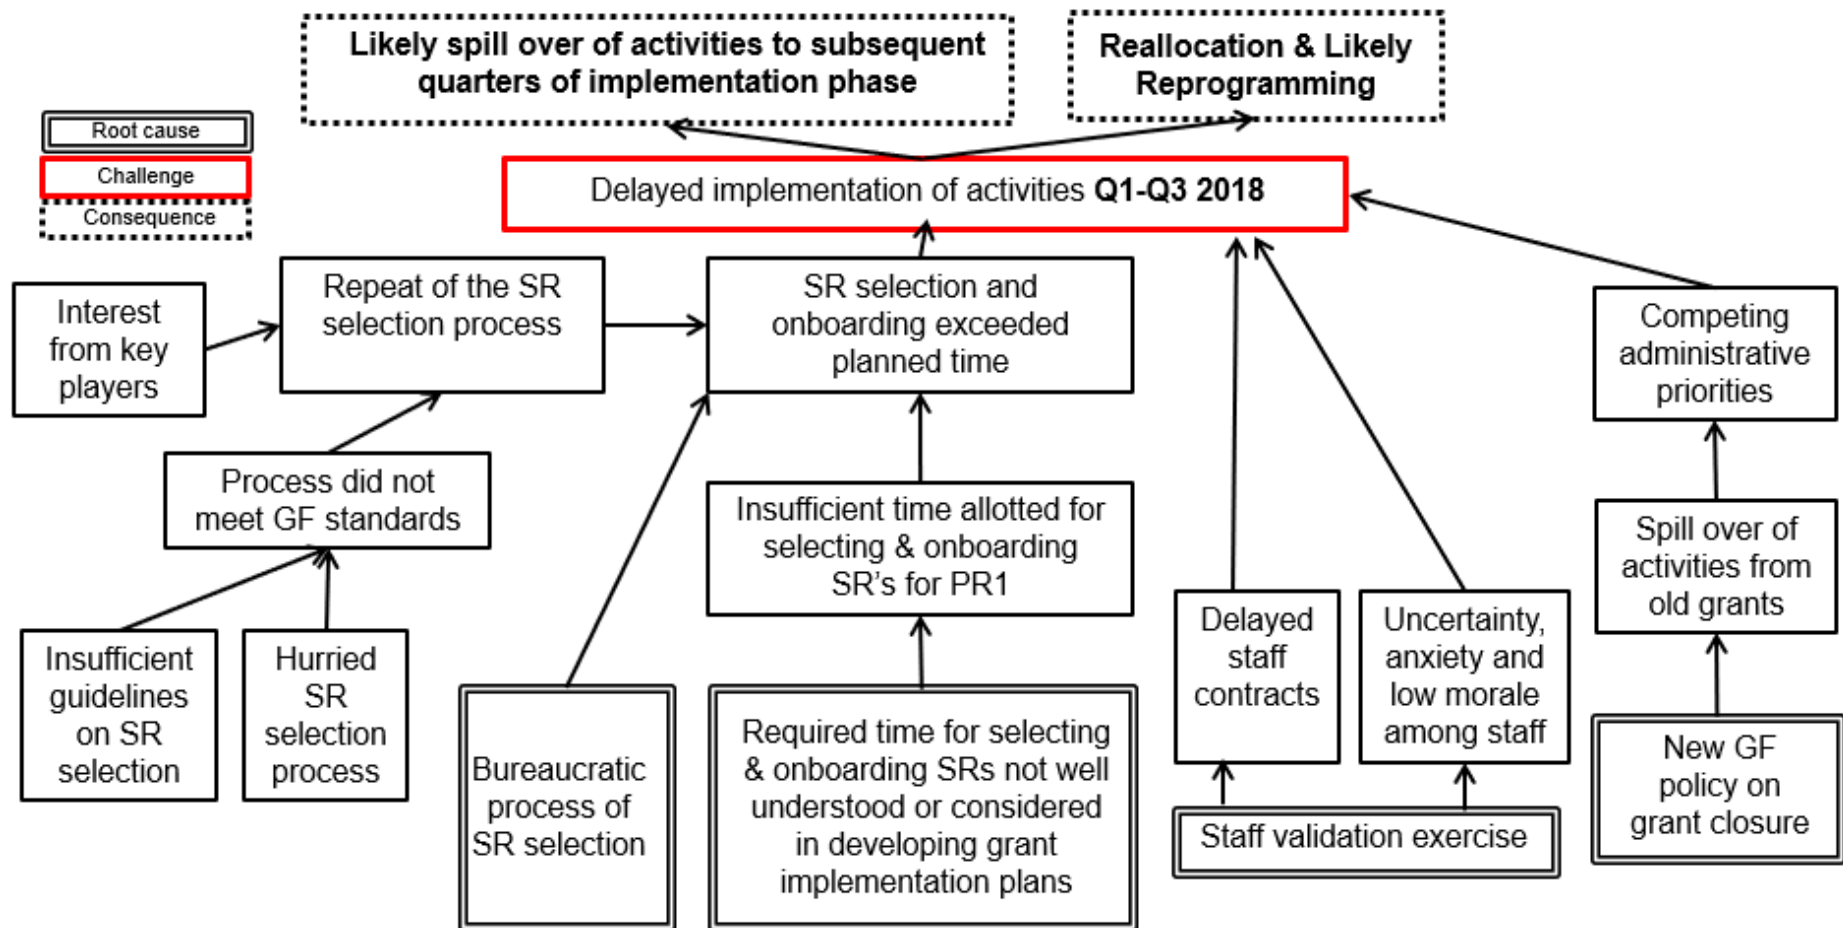 Likely spill over of activities to subsequent
quarters of implementation phase
Reallocation & Likely
Reprogramming
Root cause
Challenge
Consequence
Delayed implementation of activities Q1-Q3 2018
Interest
from key
players
Repeat of the SR
selection process
SR selection and
onboarding exceeded
planned time
Competing
administrative
priorities
Process did not
meet GF standards
Insufficient time allotted for
selecting & onboarding
SR's for PR1
Spill over of
activities from
old grants
Insufficient
guidelines
on SR
selection
Hurried
SR
selection
process
Bureaucratic
process of
SR selection
Required time for selecting
& onboarding SRs not well
understood or considered
in developing grant
implementation plans
Delayed
staff
contracts
Uncertainty,
anxiety and
low morale
among staff
Staff validation exercise
New GF
policy on
grant closure